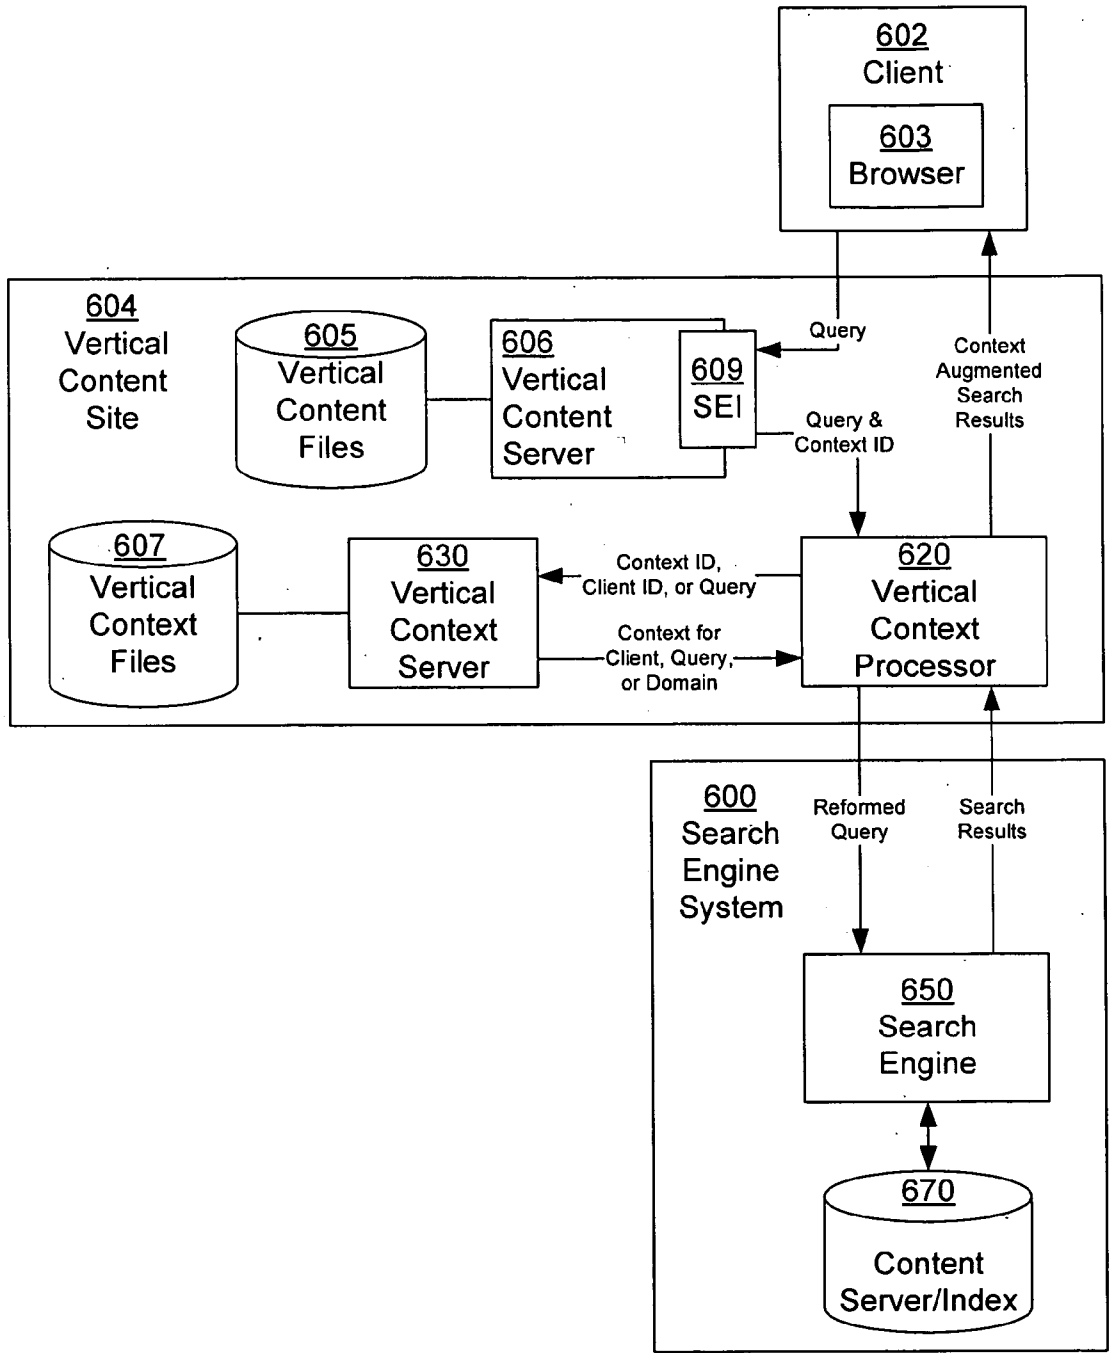 602
Client
603
Browser
604
Vertical
Content
Site
605
Vertical
Content
Files
606
Vertical
Content
Server
609
SEI
Query
Query &
Context ID
Context
Augmented
Search
Results
607
Vertical
Context
Files
630
Vertical
Context
Server
Context ID,
Client ID, or Query
Context for
Client, Query,
or Domain
620
Vertical
Context
Processor
600
Search
Engine
System
Reformed
Query
Search
Results
650
Search
Engine
670
Content
Server/Index